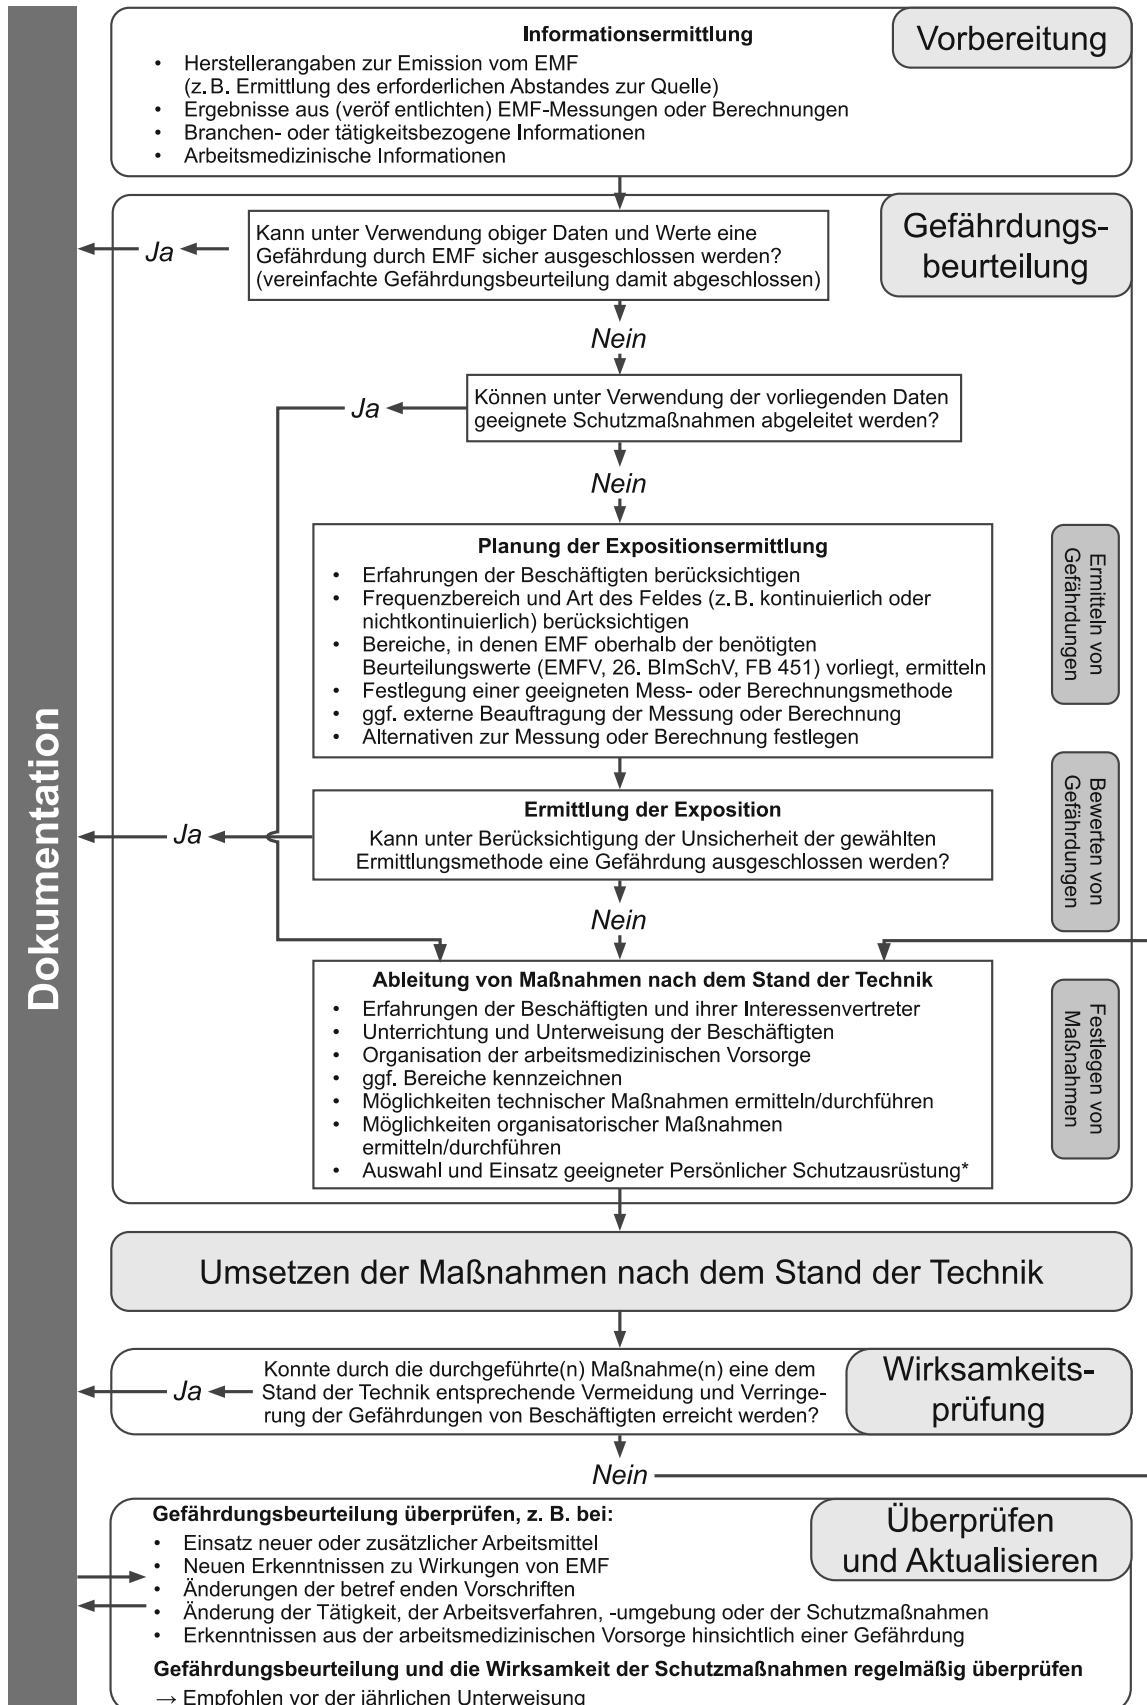 Dokumentation
Informationsermittlung
Vorbereitung
• Herstellerangaben zur Emission vom EMF
(z. B. Ermittlung des erforderlichen Abstandes zur Quelle)
• Ergebnisse aus (veröf entlichten) EMF-Messungen oder Berechnungen
• Branchen- oder tätigkeitsbezogene Informationen
• Arbeitsmedizinische Informationen
Gefährdungs-
beurteilung
Kann unter Verwendung obiger Daten und Werte eine
Gefährdung durch EMF sicher ausgeschlossen werden?
(vereinfachte Gefährdungsbeurteilung damit abgeschlossen)
Ja
Nein
Können unter Verwendung der vorliegenden Daten
geeignete Schutzmaßnahmen abgeleitet werden?
Ja
Nein
Planung der Expositionsermittlung
• Erfahrungen der Beschäftigten berücksichtigen
• Frequenzbereich und Art des Feldes (z. B. kontinuierlich oder
nichtkontinuierlich) berücksichtigen
• Bereiche, in denen EMF oberhalb der benötigten
Beurteilungswerte (EMFV, 26. BImSchV, FB 451) vorliegt, ermitteln
• Festlegung einer geeigneten Mess- oder Berechnungsmethode
• ggf. externe Beauftragung der Messung oder Berechnung
• Alternativen zur Messung oder Berechnung festlegen
Ermitteln von
Gefährdungen
Ermittlung der Exposition
Kann unter Berücksichtigung der Unsicherheit der gewählten
Ermittlungsmethode eine Gefährdung ausgeschlossen werden?
Ja
Nein
Bewerten von
Gefährdungen
Ableitung von Maßnahmen nach dem Stand der Technik
• Erfahrungen der Beschäftigten und ihrer Interessenvertreter
• Unterrichtung und Unterweisung der Beschäftigten
• Organisation der arbeitsmedizinischen Vorsorge
• ggf. Bereiche kennzeichnen
• Möglichkeiten technischer Maßnahmen ermitteln/durchführen
• Möglichkeiten organisatorischer Maßnahmen
ermitteln/durchführen
• Auswahl und Einsatz geeigneter Persönlicher Schutzausrüstung*
Festlegen von
Maßnahmen
Umsetzen der Maßnahmen nach dem Stand der Technik
Konnte durch die durchgeführte(n) Maßnahme(n) eine dem
Stand der Technik entsprechende Vermeidung und Verringe-
rung der Gefährdungen von Beschäftigten erreicht werden?
Wirksamkeits-
prüfung
Ja
Nein
Gefährdungsbeurteilung überprüfen, z. B. bei:
Überprüfen
und Aktualisieren
• Einsatz neuer oder zusätzlicher Arbeitsmittel
• Neuen Erkenntnissen zu Wirkungen von EMF
• Änderungen der betref enden Vorschriften
• Änderung der Tätigkeit, der Arbeitsverfahren, -umgebung oder der Schutzmaßnahmen
• Erkenntnissen aus der arbeitsmedizinischen Vorsorge hinsichtlich einer Gefährdung
Gefährdungsbeurteilung und die Wirksamkeit der Schutzmaßnahmen regelmäßig überprüfen
→ Empfohlen vor der jährlichen Unterweisung